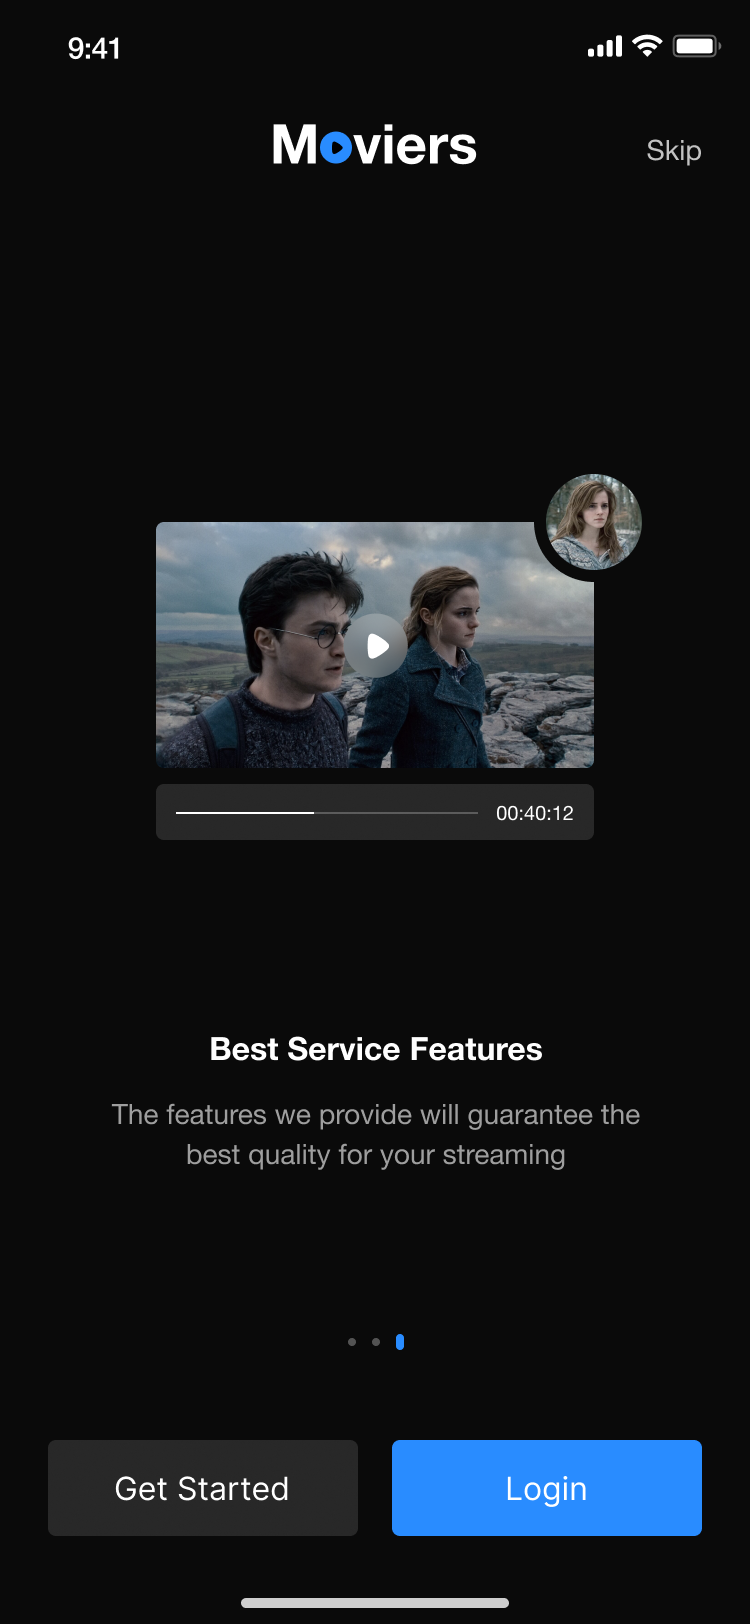 9:41
Moviers
Skip
00:40:12
Best Service Features
The features we provide will guarantee the
best quality for your streaming
Get Started
Login